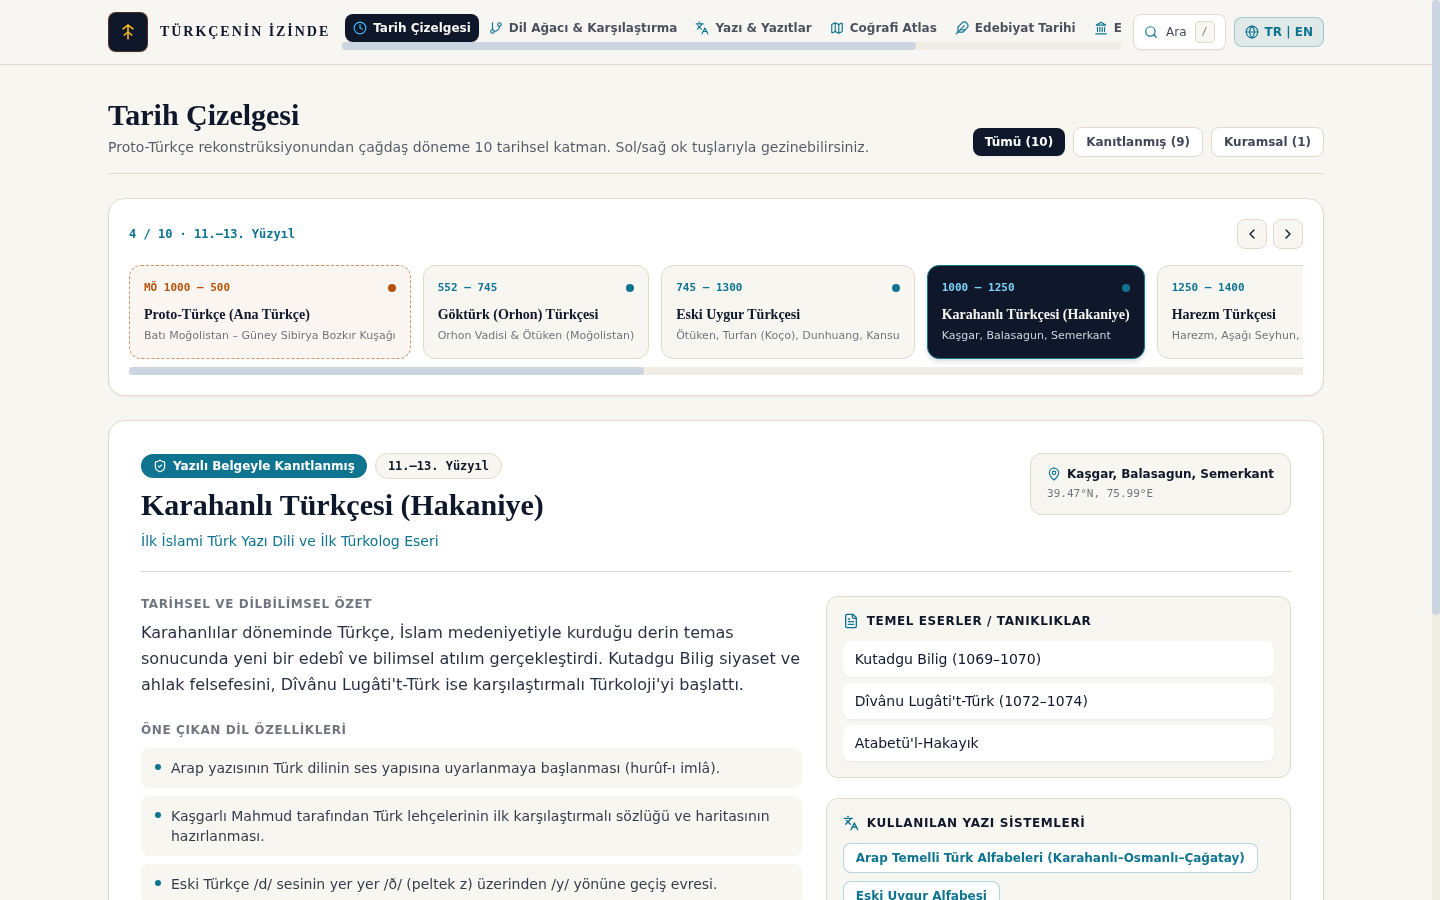 TÜRKÇENİN İZİNDE
Tarih Çizelgesi
Dil Ağacı & Karşılaştırma
Yazı & Yazıtlar
Coğrafi Atlas
Edebiyat Tarihi
E
Ara /
TR | EN
Tarih Çizelgesi
Proto-Türkçe rekonstrüksiyonundan çağdaş döneme 10 tarihsel katman. Sol/sağ ok tuşlarıyla gezinebilirsiniz.
Tümü (10)
Kanıtlanmış (9)
Kuramsal (1)
4 / 10 · 11.–13. Yüzyıl
MÖ 1000 – 500
Proto-Türkçe (Ana Türkçe)
Batı Moğolistan – Güney Sibirya Bozkır Kuşağı
552 – 745
Göktürk (Orhon) Türkçesi
Orhon Vadisi & Ötüken (Moğolistan)
745 – 1300
Eski Uygur Türkçesi
Ötüken, Turfan (Koço), Dunhuang, Kansu
1000 – 1250
Karahanlı Türkçesi (Hakaniye)
Kaşgar, Balasagun, Semerkant
1250 – 1400
Harezm Türkçesi
Harezm, Aşağı Seyhun,
Yazılı Belgeyle Kanıtlanmış
11.–13. Yüzyıl
Karahanlı Türkçesi (Hakaniye)
İlk İslami Türk Yazı Dili ve İlk Türkolog Eseri
Kaşgar, Balasagun, Semerkant
39.47°N, 75.99°E
TARİHSEL VE DİLBİLİMSEL ÖZET
Karahanlılar döneminde Türkçe, İslam medeniyetiyle kurduğu derin temas
sonucunda yeni bir edebî ve bilimsel atılım gerçekleştirdi. Kutadgu Bilig siyaset ve
ahlak felsefesini, Dîvânu Lugâti't-Türk ise karşılaştırmalı Türkoloji'yi başlattı.
ÖNE ÇIKAN DİL ÖZELLİKLERİ
Arap yazısının Türk dilinin ses yapısına uyarlanmaya başlanması (hurûf-ı imlâ).
Kaşgarlı Mahmud tarafından Türk lehçelerinin ilk karşılaştırmalı sözlüğü ve haritasının
hazırlanması.
Eski Türkçe /d/ sesinin yer yer /ð/ (peltek z) üzerinden /y/ yönüne geçiş evresi.
TEMEL ESERLER / TANIKLIKLAR
Kutadgu Bilig (1069–1070)
Dîvânu Lugâti't-Türk (1072–1074)
Atabetü'l-Hakayık
KULLANILAN YAZI SİSTEMLERİ
Arap Temelli Türk Alfabeleri (Karahanlı–Osmanlı–Çağatay)
Eski Uygur Alfabesi